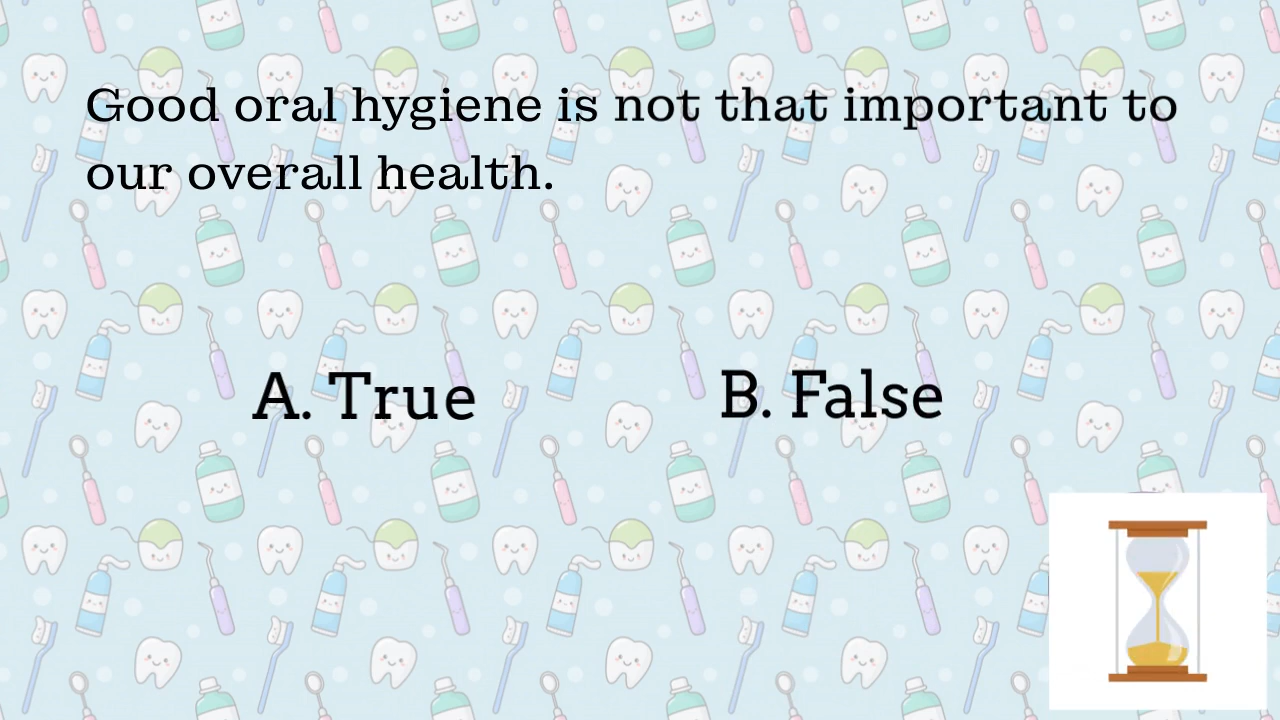 Good oral hygiene is not that important to
our overall health.
A. True
B. False